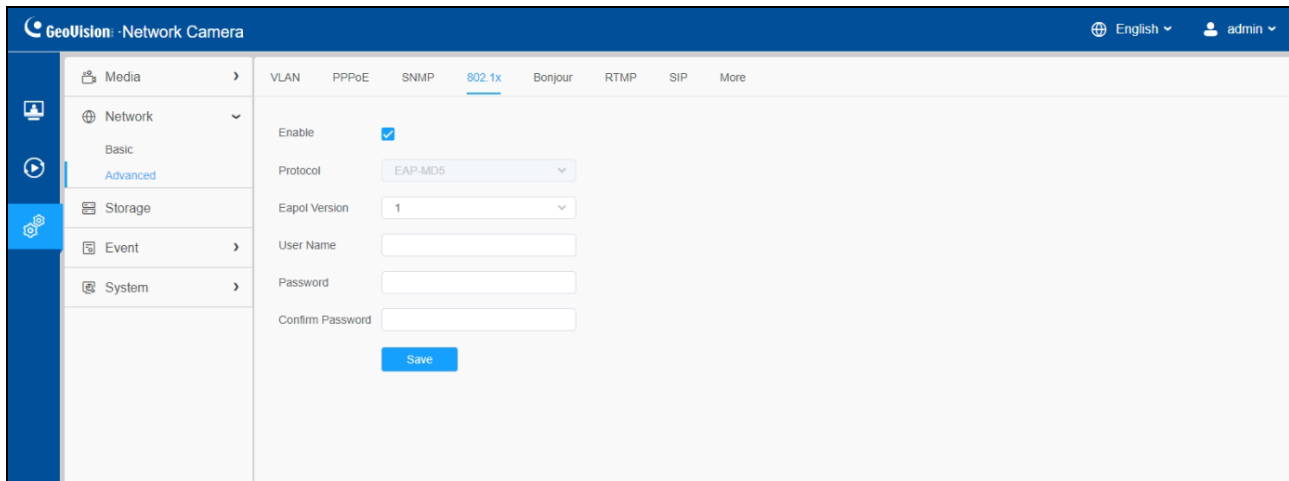 GeoVision: Network Camera
English
admin
Media
Network
Basic
Advanced
Storage
Event
System
VLAN PPPoE SNMP 802.1x Bonjour RTMP SIP More
Enable
Protocol EAP-MD5
Eapol Version 1
User Name
Password
Confirm Password
Save